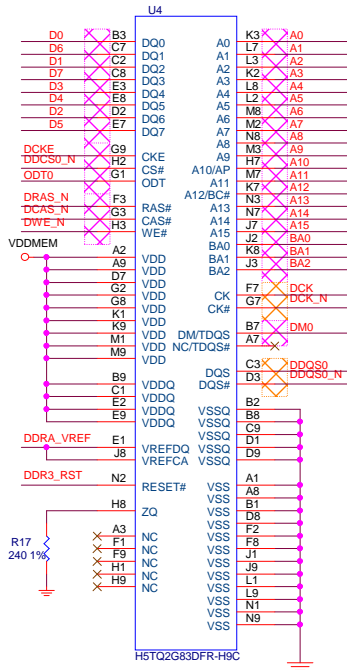 U4
D0 B3 DQ0 A0 K3 A0
D6 C7 DQ1 A1 L7 A1
D1 C2 DQ2 A2 L3 A2
D7 C8 DQ3 A3 K2 A3
D3 E3 DQ4 A4 L8 A4
D4 E8 DQ5 A5 L2 A5
D2 D2 DQ6 A6 M8 A6
D5 E7 DQ7 A7 M2 A7
A8 N8 A8
DCKE G9 CKE A9 M3 A9
DDCS0_N H2 CS# A10/AP H7 A10
ODT0 G1 ODT A11 M7 A11
A12/BC# K7 A12
DRAS_N F3 RAS# A13 N3 A13
DCAS_N G3 CAS# A14 N7 A14
DWE_N H3 WE# A15 J7 A15
VDDMEM BA0 J2 BA0
A2 VDD BA1 K8 BA1
A9 VDD BA2 J3 BA2
D7 VDD
G2 VDD CK F7 DCK
G8 VDD CK# G7 DCK_N
K1 VDD
K9 VDD DM/TDQS B7 DM0
M1 VDD NC/TDQS# A7
M9 VDD
DQS C3 DDQS0
B9 VDDQ DQS# D3 DDQS0_N
C1 VDDQ
E2 VDDQ VSSQ B2
E9 VDDQ VSSQ B8
VSSQ C9
DDRA_VREF E1 VREFDQ VSSQ D1
J8 VREFCA VSSQ D9
DDR3_RST N2 RESET# VSS A1
VSS A8
H8 ZQ VSS B1
VSS D8
A3 NC VSS F2
R17 F1 NC VSS F8
240 1% F9 NC VSS J1
H1 NC VSS J9
H9 NC VSS L1
VSS L9
VSS N1
VSS N9
H5TQ2G83DFR-H9C